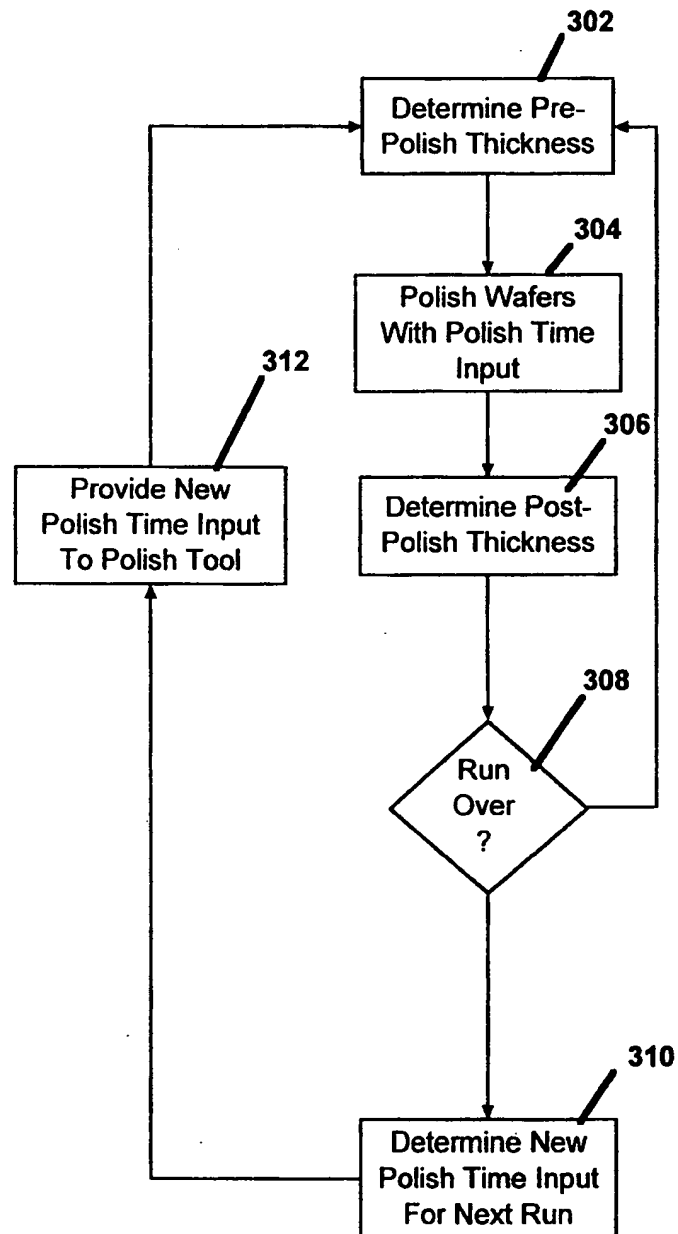 302
Determine Pre-
Polish Thickness
304
Polish Wafers
With Polish Time
Input
312
306
Provide New
Polish Time Input
To Polish Tool
Determine Post-
Polish Thickness
308
Run
Over
?
310
Determine New
Polish Time Input
For Next Run